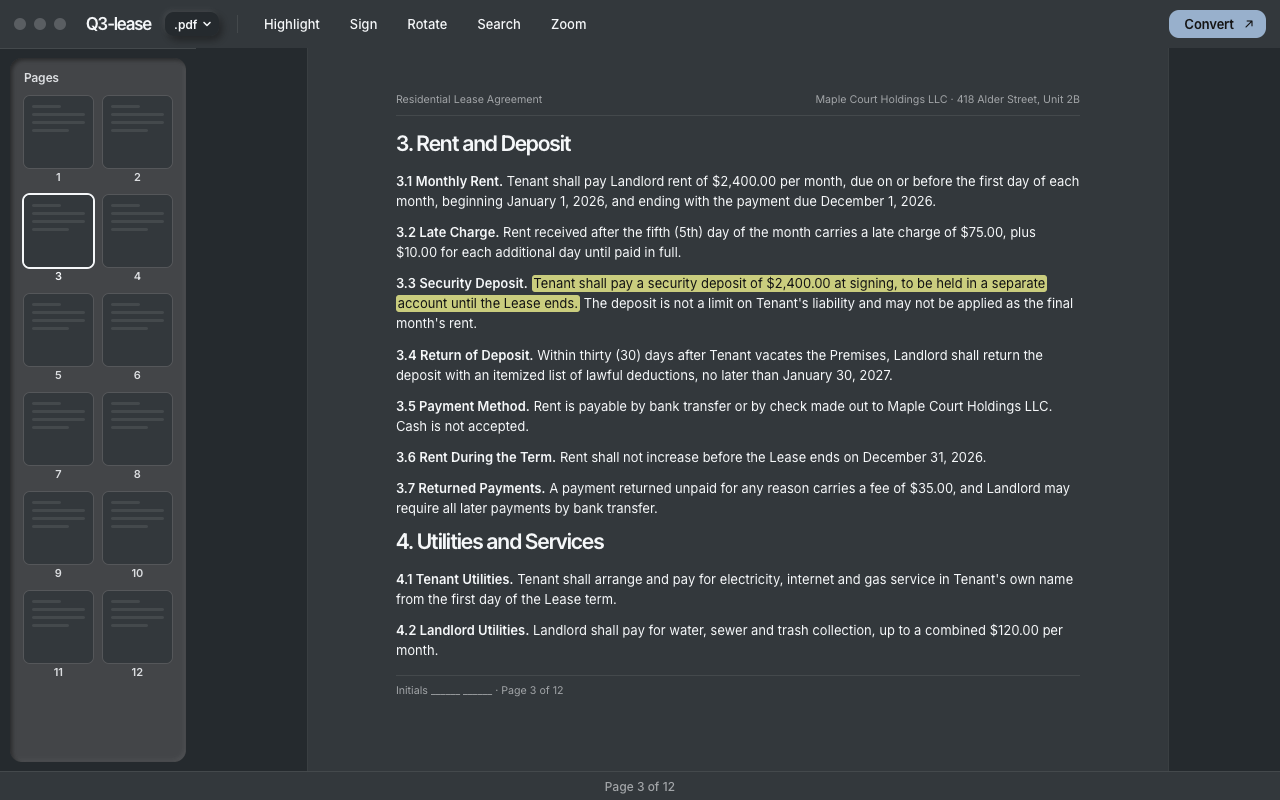 Q3-lease .pdf Highlight Sign Rotate Search Zoom Convert
Pages
1 2
3 4
5 6
7 8
9 10
11 12
Residential Lease Agreement Maple Court Holdings LLC · 418 Alder Street, Unit 2B
3. Rent and Deposit
3.1 Monthly Rent. Tenant shall pay Landlord rent of $2,400.00 per month, due on or before the first day of each
month, beginning January 1, 2026, and ending with the payment due December 1, 2026.
3.2 Late Charge. Rent received after the fifth (5th) day of the month carries a late charge of $75.00, plus
$10.00 for each additional day until paid in full.
3.3 Security Deposit. Tenant shall pay a security deposit of $2,400.00 at signing, to be held in a separate
account until the Lease ends. The deposit is not a limit on Tenant's liability and may not be applied as the final
month's rent.
3.4 Return of Deposit. Within thirty (30) days after Tenant vacates the Premises, Landlord shall return the
deposit with an itemized list of lawful deductions, no later than January 30, 2027.
3.5 Payment Method. Rent is payable by bank transfer or by check made out to Maple Court Holdings LLC.
Cash is not accepted.
3.6 Rent During the Term. Rent shall not increase before the Lease ends on December 31, 2026.
3.7 Returned Payments. A payment returned unpaid for any reason carries a fee of $35.00, and Landlord may
require all later payments by bank transfer.
4. Utilities and Services
4.1 Tenant Utilities. Tenant shall arrange and pay for electricity, internet and gas service in Tenant's own name
from the first day of the Lease term.
4.2 Landlord Utilities. Landlord shall pay for water, sewer and trash collection, up to a combined $120.00 per
month.
Initials ______ ______ · Page 3 of 12
Page 3 of 12